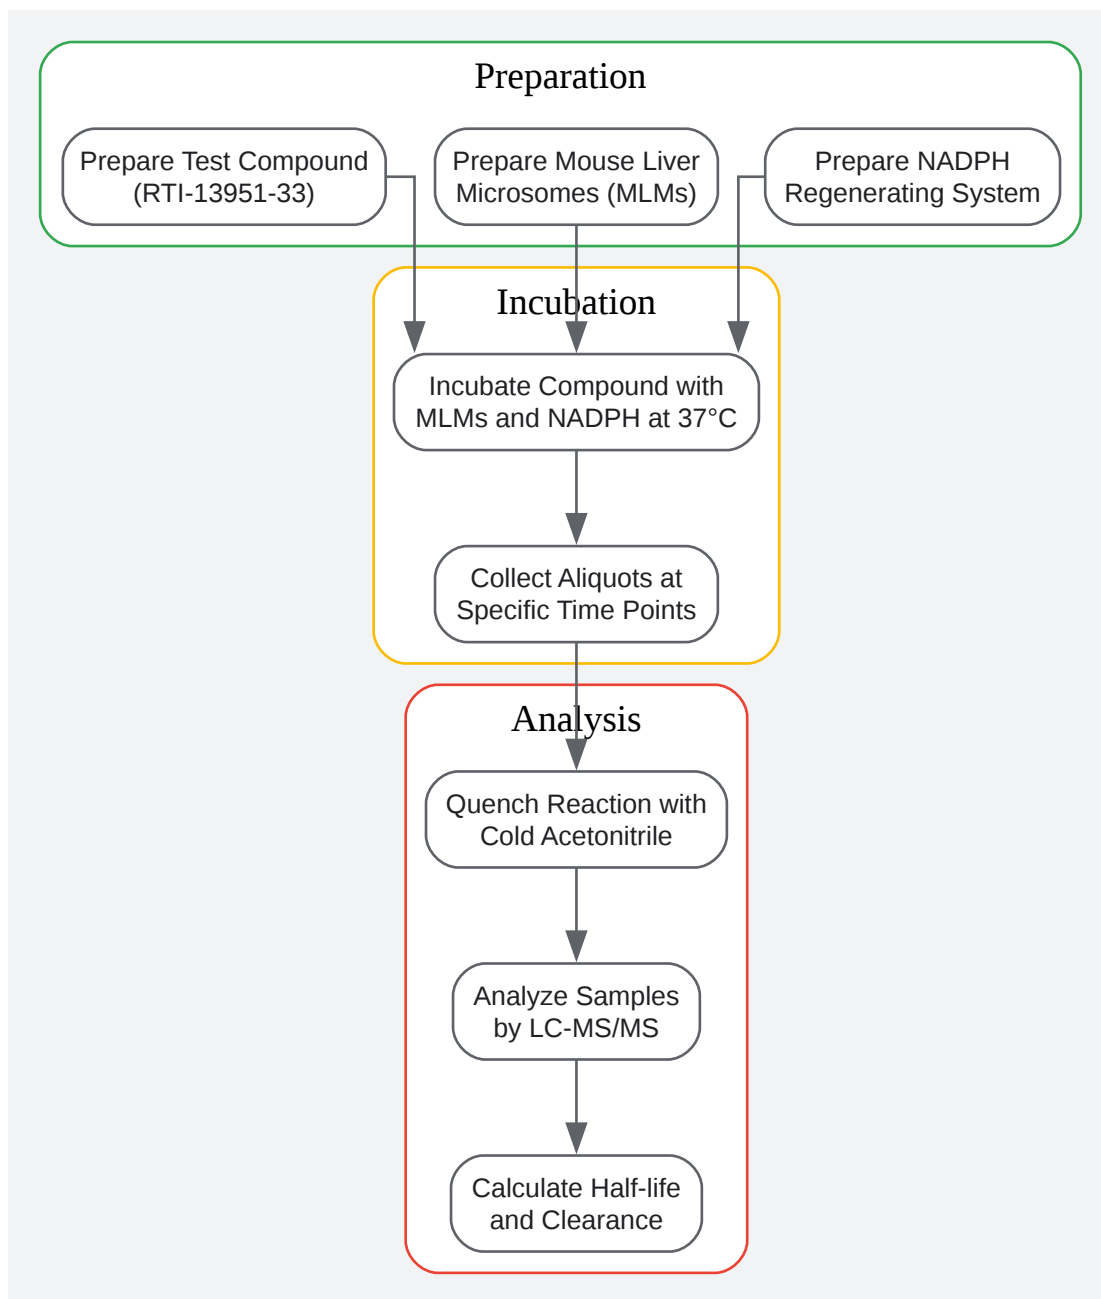 Preparation
Prepare Test Compound
(RTI-13951-33)
Prepare Mouse Liver
Microsomes (MLMs)
Prepare NADPH
Regenerating System
Incubation
Incubate Compound with
MLMs and NADPH at 37°C
Collect Aliquots at
Specific Time Points
Analysis
Quench Reaction with
Cold Acetonitrile
Analyze Samples
by LC-MS/MS
Calculate Half-life
and Clearance